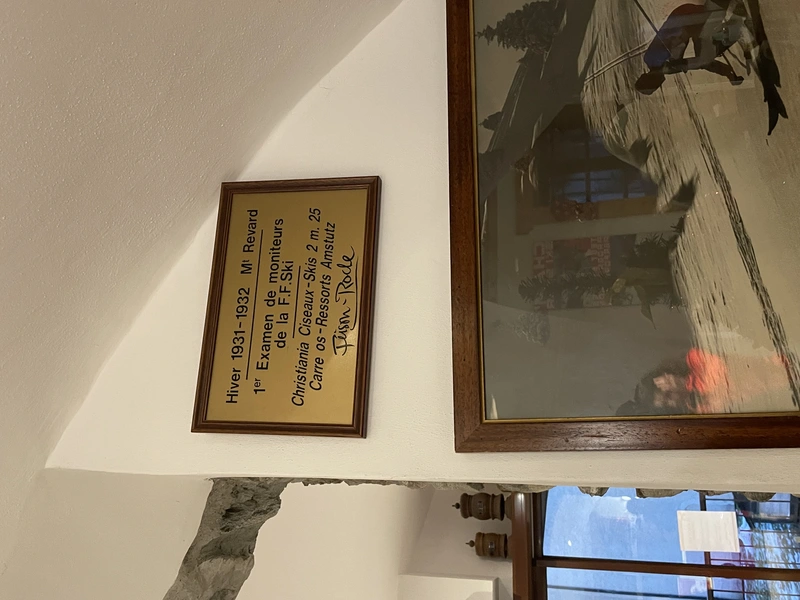 Hiver 1931-1932 Mt Revard
1er Examen de moniteurs
de la F.F.Ski
Christiania Ciseaux-Skis 2 m. 25
Carre os-Ressorts Amstutz